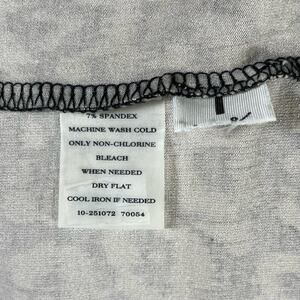 7% SPANDEX
MACHINE WASH COLD
ONLY NON-CHLORINE
BLEACH
WHEN NEEDED
DRY FLAT
COOL IRON IF NEEDED
10-251072 70054